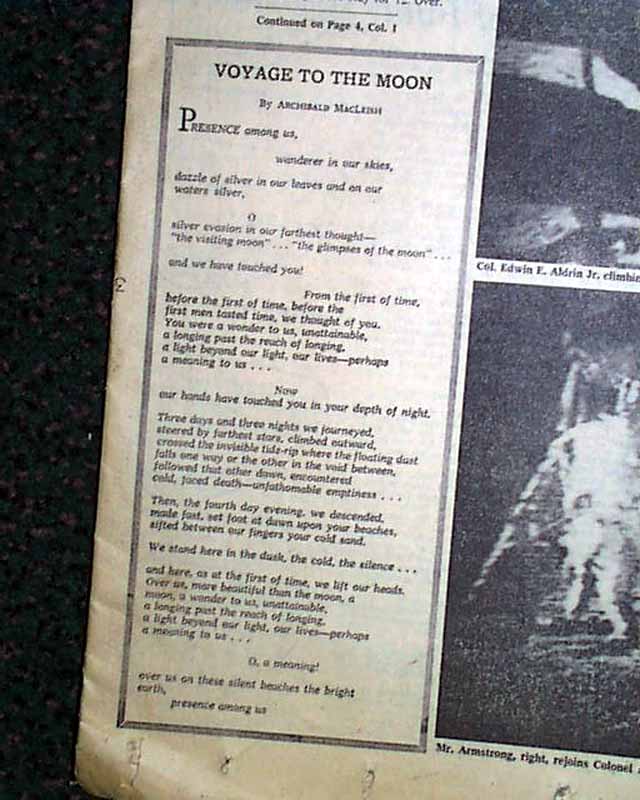 for 12. Over.
Continued on Page 4, Col. 1
VOYAGE TO THE MOON
By ARCHIBALD MACLEISH
PRESENCE among us,
wanderer in our skies,
dazzle of silver in our leaves and on our
waters silver,
O
silver evasion in our farthest thought—
"the visiting moon" . . . "the glimpses of the moon" . . .
and we have touched you!
From the first of time,
before the first of time, before the
first men tasted time, we thought of you.
You were a wonder to us, unattainable,
a longing past the reach of longing,
a light beyond our light, our lives—perhaps
a meaning to us . . .
Now
our hands have touched you in your depth of night.
Three days and three nights we journeyed,
steered by farthest stars, climbed outward,
crossed the invisible tide-rip where the floating dust
falls one way or the other in the void between,
followed that other dawn, encountered
cold, faced death—unfathomable emptiness . . .
Then, the fourth day evening, we descended,
made fast, set foot at dawn upon your beaches,
sifted between our fingers your cold sand.
We stand here in the dusk, the cold, the silence . . .
and here, as at the first of time, we lift our heads.
Over us, more beautiful than the moon, a
moon, a wonder to us, unattainable,
a longing past the reach of longing,
a light beyond our light, our lives—perhaps
a meaning to us . . .
O, a meaning!
over us on these silent beaches the bright
earth,
presence among us
Col. Edwin E. Aldrin Jr. climbin
Mr. Armstrong, right, rejoins Colonel